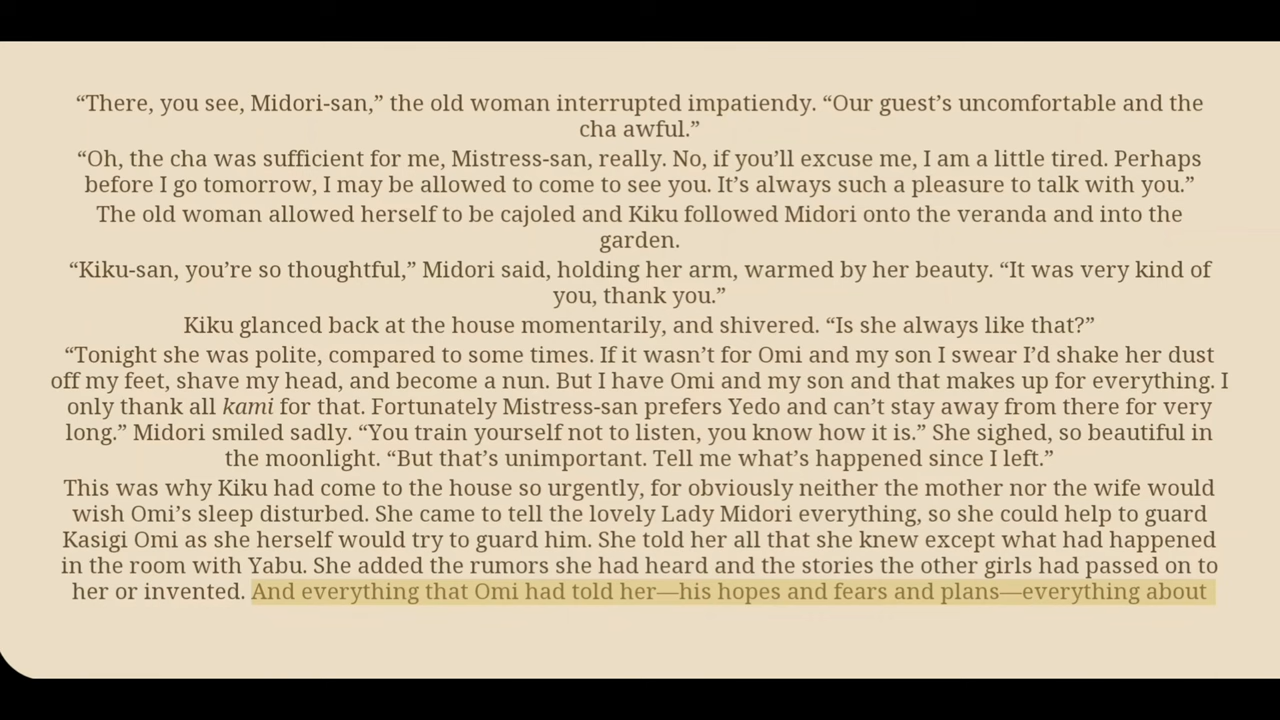 “There, you see, Midori-san,” the old woman interrupted impatiendy. “Our guest’s uncomfortable and the
cha awful.”
“Oh, the cha was sufficient for me, Mistress-san, really. No, if you’ll excuse me, I am a little tired. Perhaps
before I go tomorrow, I may be allowed to come to see you. It’s always such a pleasure to talk with you.”
The old woman allowed herself to be cajoled and Kiku followed Midori onto the veranda and into the
garden.
“Kiku-san, you’re so thoughtful,” Midori said, holding her arm, warmed by her beauty. “It was very kind of
you, thank you.”
Kiku glanced back at the house momentarily, and shivered. “Is she always like that?”
“Tonight she was polite, compared to some times. If it wasn’t for Omi and my son I swear I’d shake her dust
off my feet, shave my head, and become a nun. But I have Omi and my son and that makes up for everything. I
only thank all kami for that. Fortunately Mistress-san prefers Yedo and can’t stay away from there for very
long.” Midori smiled sadly. “You train yourself not to listen, you know how it is.” She sighed, so beautiful in
the moonlight. “But that’s unimportant. Tell me what’s happened since I left.”
This was why Kiku had come to the house so urgently, for obviously neither the mother nor the wife would
wish Omi’s sleep disturbed. She came to tell the lovely Lady Midori everything, so she could help to guard
Kasigi Omi as she herself would try to guard him. She told her all that she knew except what had happened
in the room with Yabu. She added the rumors she had heard and the stories the other girls had passed on to
her or invented. And everything that Omi had told her—his hopes and fears and plans—everything about